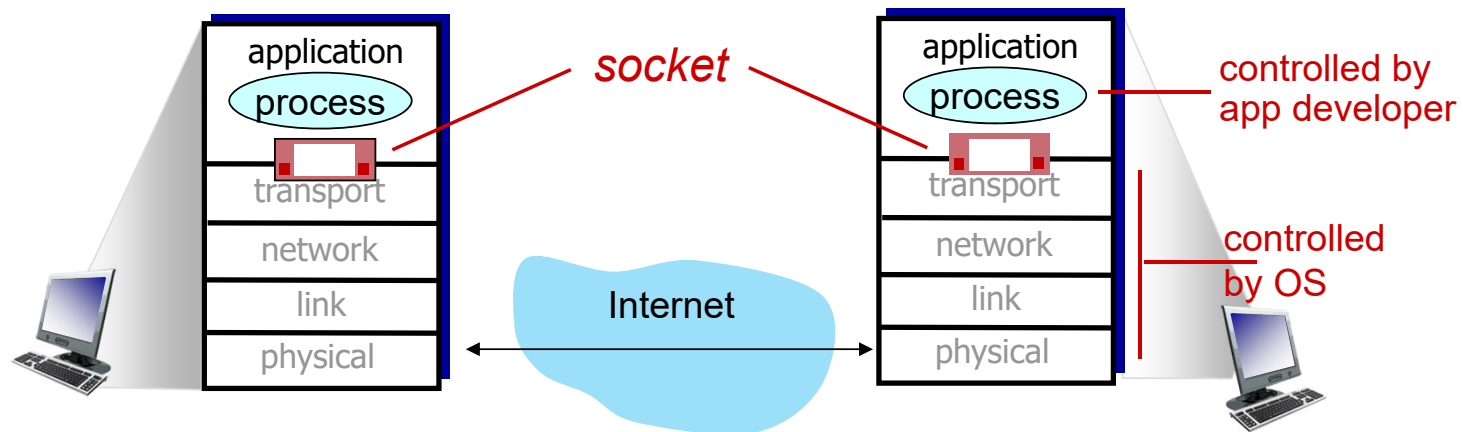 application
process
transport
network
link
physical
socket
Internet
application
process
transport
network
link
physical
controlled by
app developer
controlled
by OS